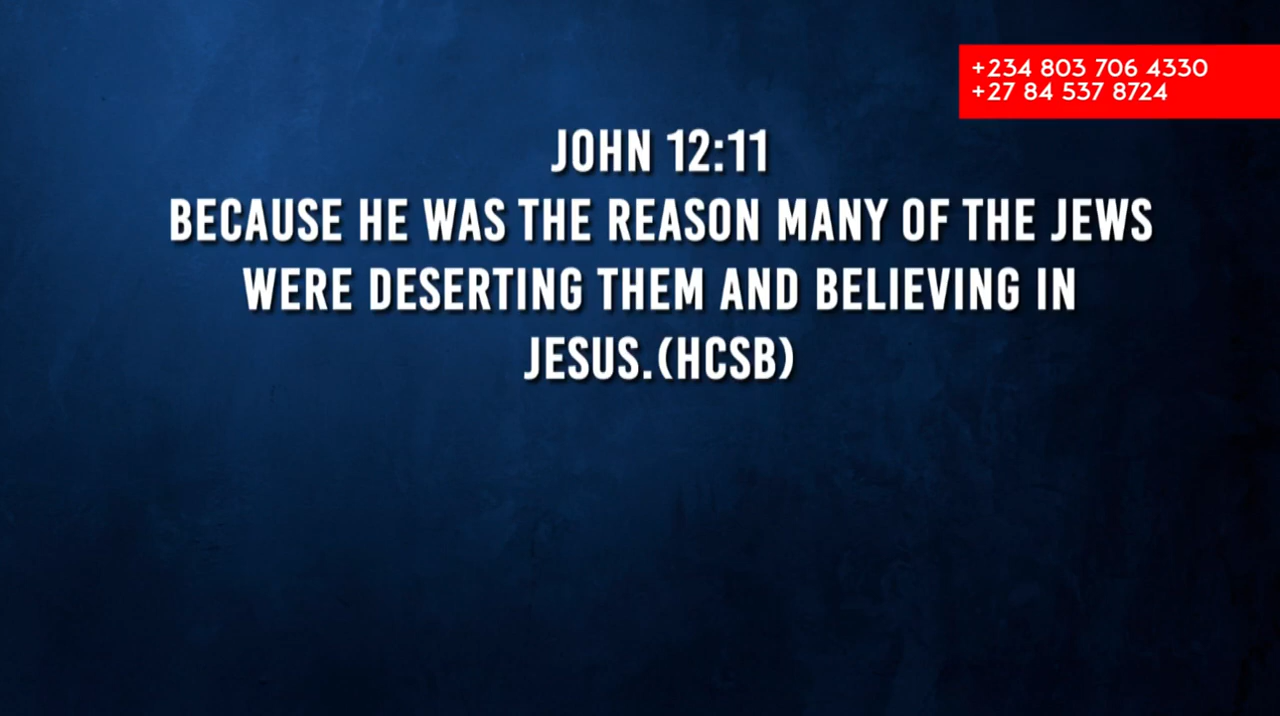 +234 803 706 4330
+27 84 537 8724
JOHN 12:11
BECAUSE HE WAS THE REASON MANY OF THE JEWS
WERE DESERTING THEM AND BELIEVING IN
JESUS.(HCSB)